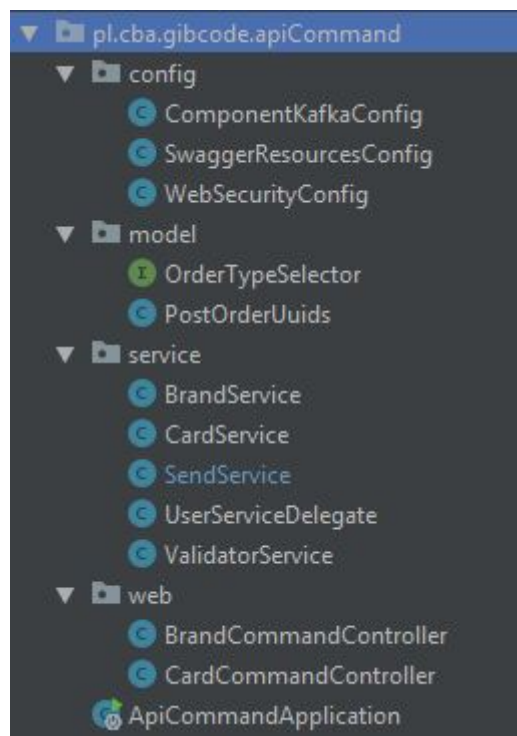 pl.cba.gibcode.apiCommand
config
ComponentKafkaConfig
SwaggerResourcesConfig
WebSecurityConfig
model
OrderTypeSelector
PostOrderUuids
service
BrandService
CardService
SendService
UserServiceDelegate
ValidatorService
web
BrandCommandController
CardCommandController
ApiCommandApplication